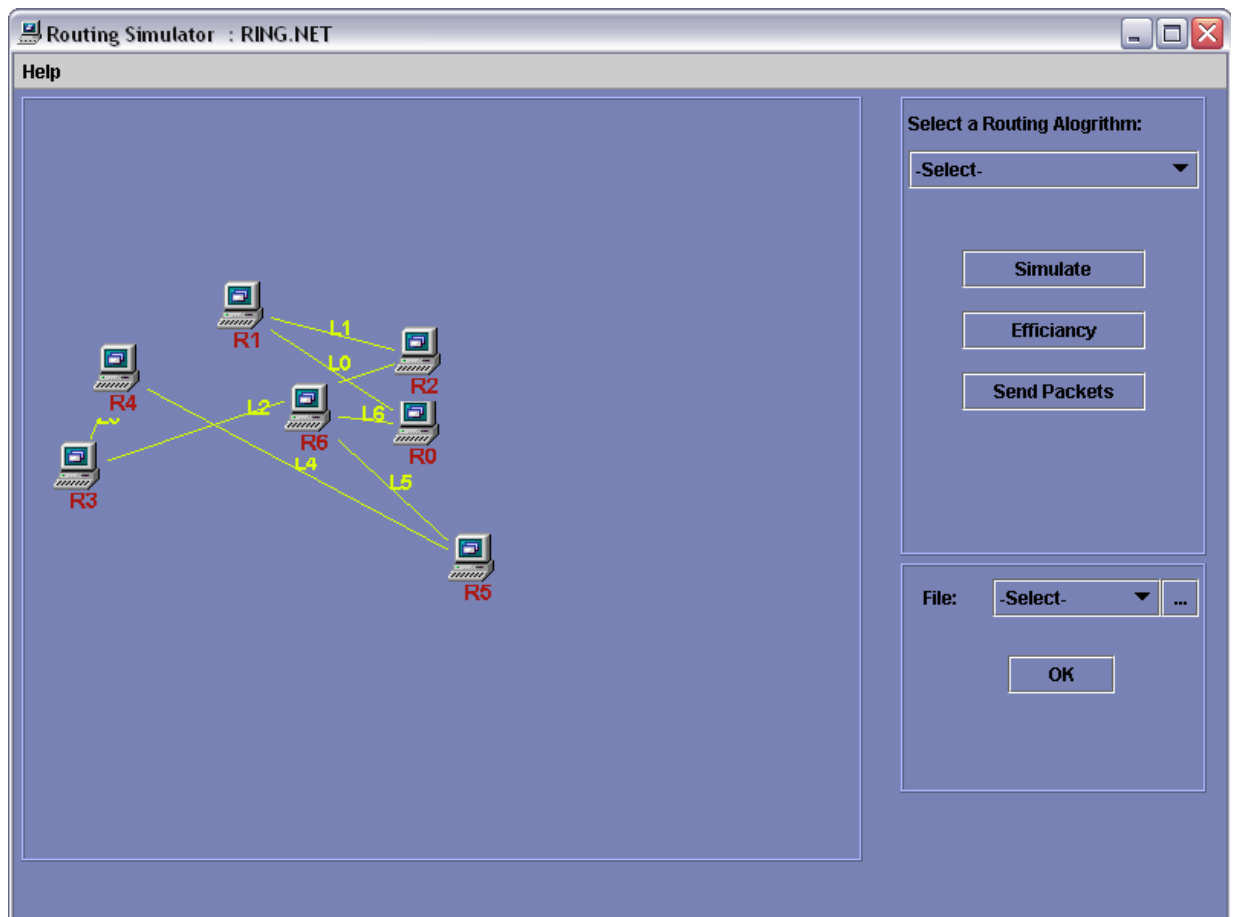 Routing Simulator : RING.NET
Help
Select a Routing Alogrithm:
-Select-
Simulate
Efficiancy
Send Packets
R1
L1
L0
R2
R4
L2
L6
R6
R0
L4
R3
L5
R5
File:
-Select-
...
OK